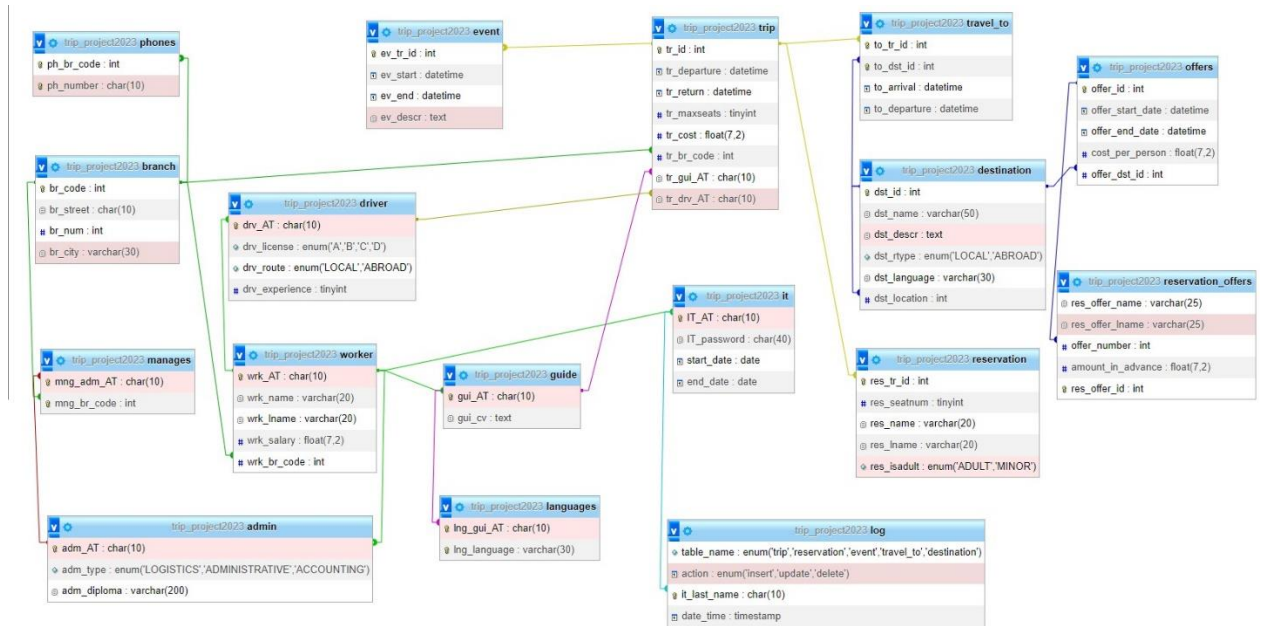 trip_project2023 phones
ph_br_code : int
ph_number : char(10)
trip_project2023 event
ev_tr_id : int
ev_start : datetime
ev_end : datetime
ev_descr : text
trip_project2023 trip
tr_id : int
tr_departure : datetime
tr_return : datetime
tr_maxseats : tinyint
tr_cost : float(7,2)
tr_br_code : int
tr_gui_AT : char(10)
tr_drv_AT : char(10)
trip_project2023 travel_to
to_tr_id : int
to_dst_id : int
to_arrival : datetime
to_departure : datetime
trip_project2023 offers
offer_id : int
offer_start_date : datetime
offer_end_date : datetime
cost_per_person : float(7,2)
offer_dst_id : int
trip_project2023 branch
br_code : int
br_street : char(10)
br_num : int
br_city : varchar(30)
trip_project2023 driver
drv_AT : char(10)
drv_license : enum('A','B','C','D')
drv_route : enum('LOCAL','ABROAD')
drv_experience : tinyint
trip_project2023 destination
dst_id : int
dst_name : varchar(50)
dst_descr : text
dst_rtype : enum('LOCAL','ABROAD')
dst_language : varchar(30)
dst_location : int
trip_project2023 reservation_offers
res_offer_name : varchar(25)
res_offer_lname : varchar(25)
offer_number : int
amount_in_advance : float(7,2)
res_offer_id : int
trip_project2023 it
IT_AT : char(10)
IT_password : char(40)
start_date : date
end_date : date
trip_project2023 manages
mng_adm_AT : char(10)
mng_br_code : int
trip_project2023 worker
wrk_AT : char(10)
wrk_name : varchar(20)
wrk_lname : varchar(20)
wrk_salary : float(7,2)
wrk_br_code : int
trip_project2023 guide
gui_AT : char(10)
gui_cv : text
trip_project2023 reservation
res_tr_id : int
res_seatnum : tinyint
res_name : varchar(20)
res_lname : varchar(20)
res_isadult : enum('ADULT','MINOR')
trip_project2023 languages
lng_gui_AT : char(10)
lng_language : varchar(30)
trip_project2023 admin
adm_AT : char(10)
adm_type : enum('LOGISTICS','ADMINISTRATIVE','ACCOUNTING')
adm_diploma : varchar(200)
trip_project2023 log
table_name : enum('trip','reservation','event','travel_to','destination')
action : enum('insert','update','delete')
it_last_name : char(10)
date_time : timestamp